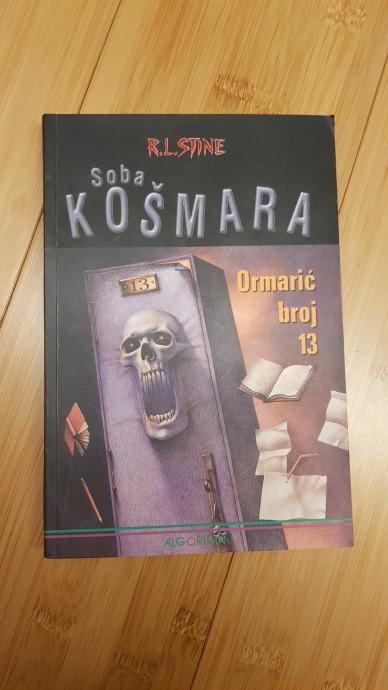 R.L.STINE
Soba
KOŠMARA
13
Ormarić
broj
13
ALGORITAM